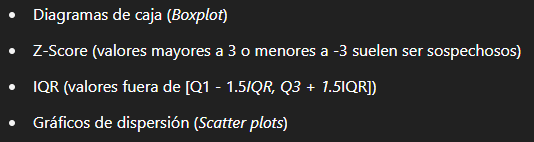 • Diagramas de caja (Boxplot)
• Z-Score (valores mayores a 3 o menores a -3 suelen ser sospechosos)
• IQR (valores fuera de [Q1 - 1.5IQR, Q3 + 1.5IQR])
• Gráficos de dispersión (Scatter plots)